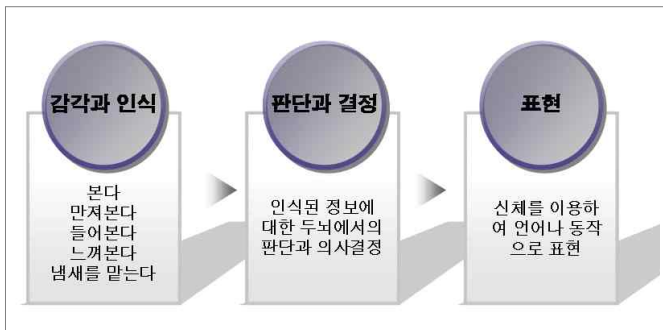 감각과 인식
본다
만져본다
들어본다
느껴본다
냄새를 맡는다
판단과 결정
인식된 정보에
대한 두뇌에서의
판단과 의사결정
표현
신체를 이용하
여 언어나 동작
으로 표현